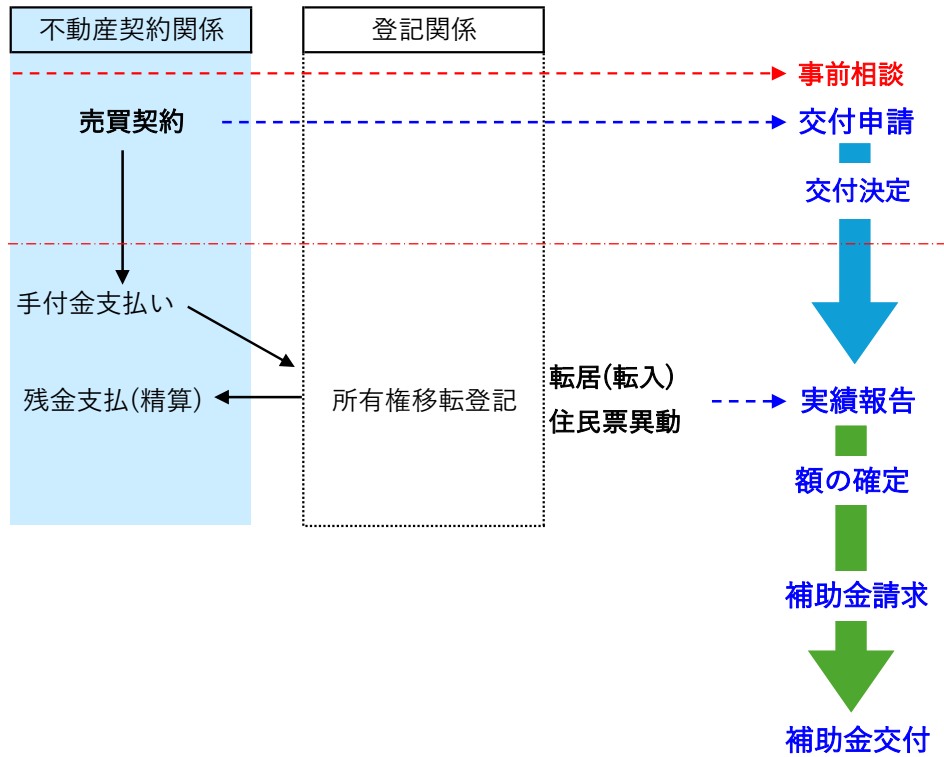 不動産契約関係
登記関係
事前相談
売買契約
交付申請
交付決定
手付金支払い
残金支払(精算)
所有権移転登記
転居(転入)
住民票異動
実績報告
額の確定
補助金請求
補助金交付